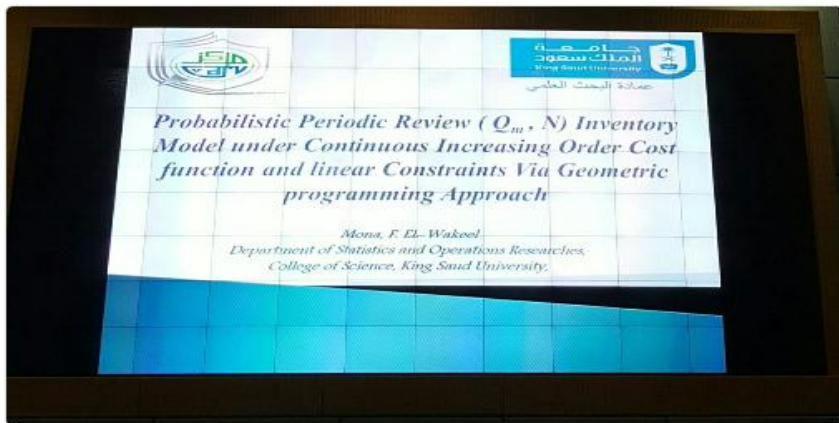 جامعة
الملك سعود
King Saud University
عمادة البحث العلمي
Probabilistic Periodic Review ( Qm , N) Inventory
Model under Continuous Increasing Order Cost
function and linear Constraints Via Geometric
programming Approach
Mona, F. EL-Wakeel
Department of Statistics and Operations Researches,
College of Science, King Saud University,